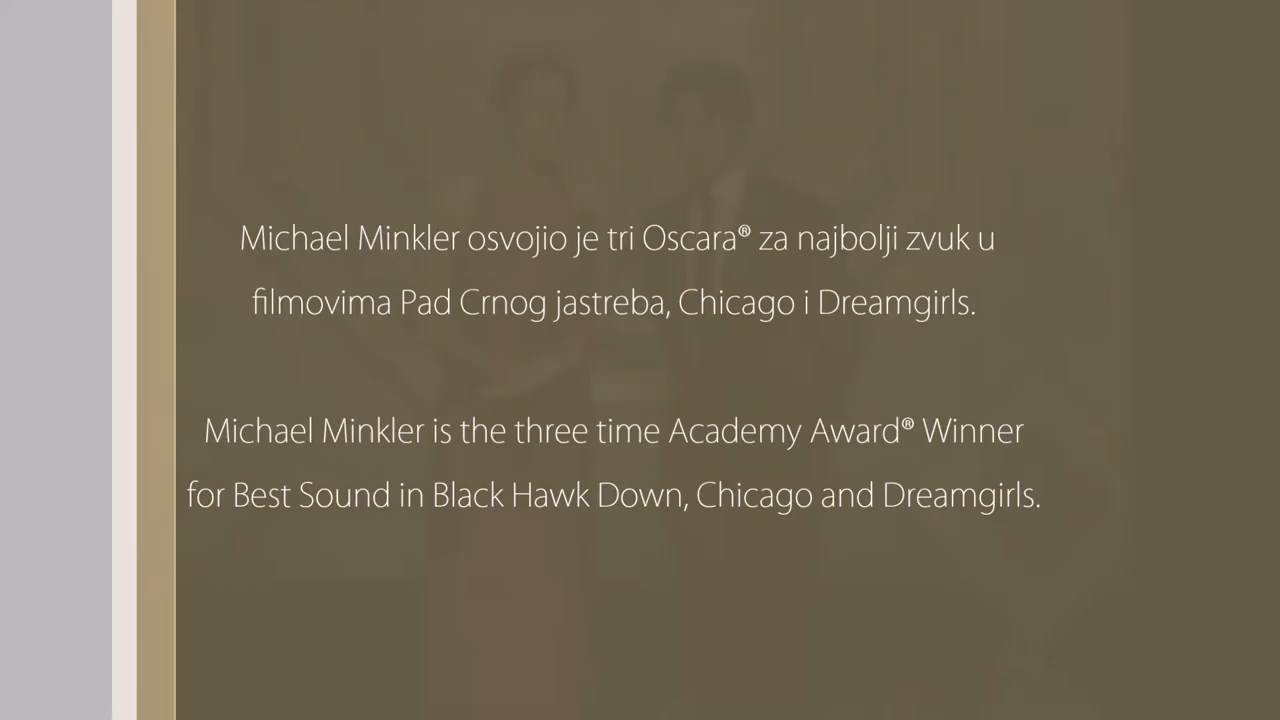 Michael Minkler osvojio je tri Oscara® za najbolji zvuk u
filmovima Pad Crnog jastreba, Chicago i Dreamgirls.
Michael Minkler is the three time Academy Award® Winner
for Best Sound in Black Hawk Down, Chicago and Dreamgirls.